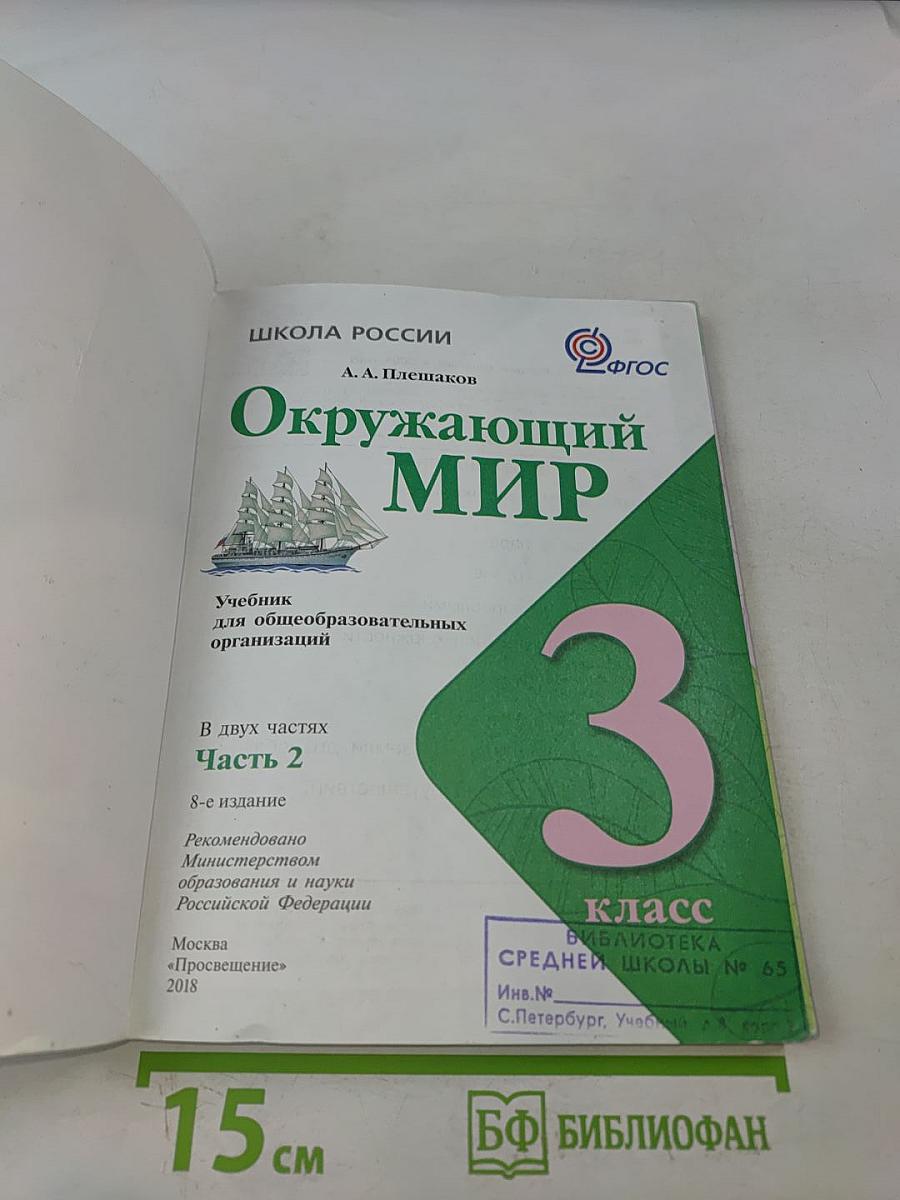 ШКОЛА РОССИИ
ФГОС
А. А. Плешаков
Окружающий
МИР
Учебник
для общеобразовательных
организаций
3
класс
В двух частях
Часть 2
8-е издание
Рекомендовано
Министерством
образования и науки
Российской Федерации
Москва
«Просвещение»
2018
БИБЛИОТЕКА
СРЕДНЕЙ ШКОЛЫ № 65
Инв.№
С.Петербург,
15 см
БФ БИБЛИОФАН